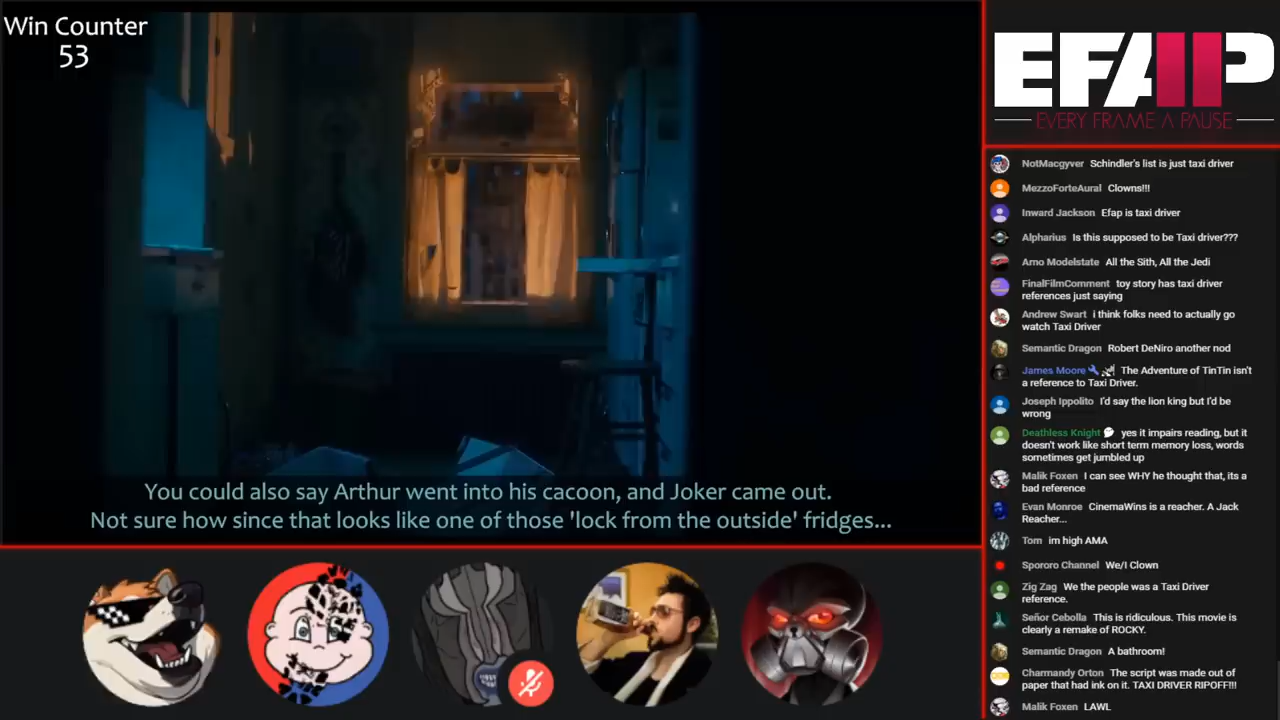 Win Counter
53
You could also say Arthur went into his cacoon, and Joker came out.
Not sure how since that looks like one of those 'lock from the outside' fridges...
EFAP
EVERY FRAME A PAUSE
NotMacgyver Schindler's list is just taxi driver
MezzoForteAural Clowns!!!
Inward Jackson Efap is taxi driver
Alpharius Is this supposed to be Taxi driver???
Arno Modelstate All the Sith, All the Jedi
FinalFilmComment toy story has taxi driver
references just saying
Andrew Swart i think folks need to actually go
watch Taxi Driver
Semantic Dragon Robert DeNiro another nod
James Moore The Adventure of TinTin isn't
a reference to Taxi Driver.
Joseph Ippolito I'd say the lion king but I'd be
wrong
Deathless Knight yes it impairs reading, but it
doesn't work like short term memory loss, words
sometimes get jumbled up
Malik Foxen I can see WHY he thought that, its a
bad reference
Evan Monroe CinemaWins is a reacher. A Jack
Reacher...
Tom im high AMA
Spororo Channel We/I Clown
Zig Zag We the people was a Taxi Driver
reference.
Señor Cebolla This is ridiculous. This movie is
clearly a remake of ROCKY.
Semantic Dragon A bathroom!
Charmandy Orton The script was made out of
paper that had ink on it. TAXI DRIVER RIPOFF!!!
Malik Foxen LAWL